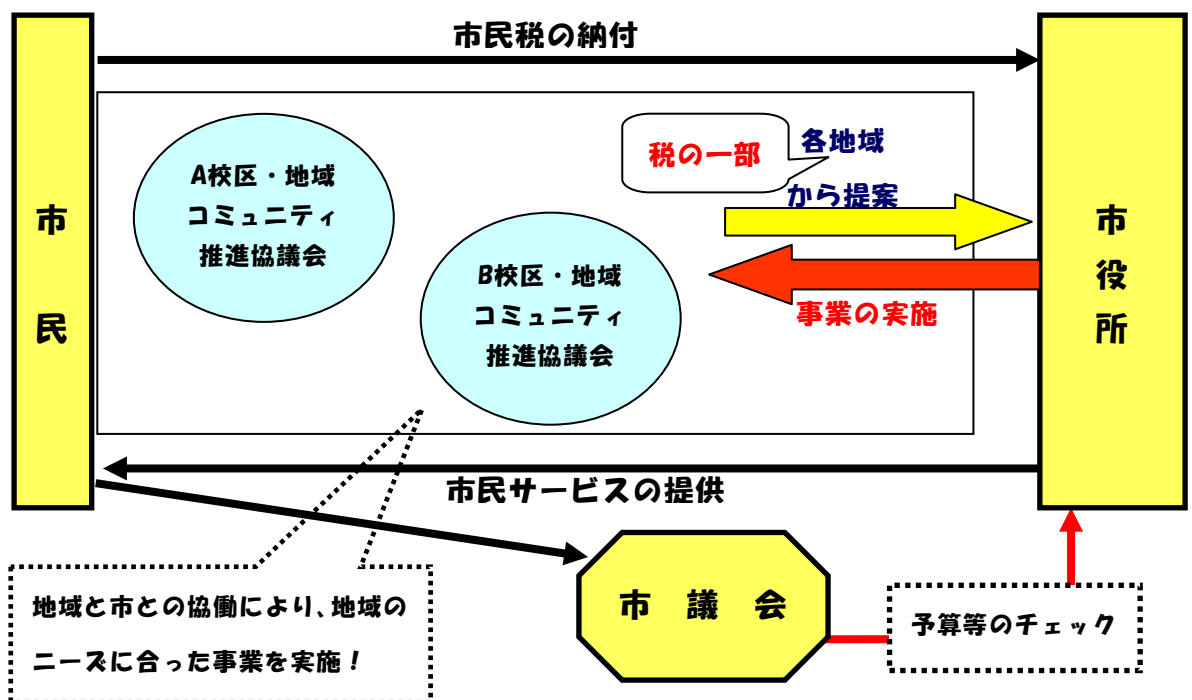 市民税の納付
市民
A校区・地域
コミュニティ
推進協議会
B校区・地域
コミュニティ
推進協議会
税の一部
各地域
から提案
事業の実施
市役所
市民サービスの提供
地域と市との協働により、地域の
ニーズに合った事業を実施！
市議会
予算等のチェック